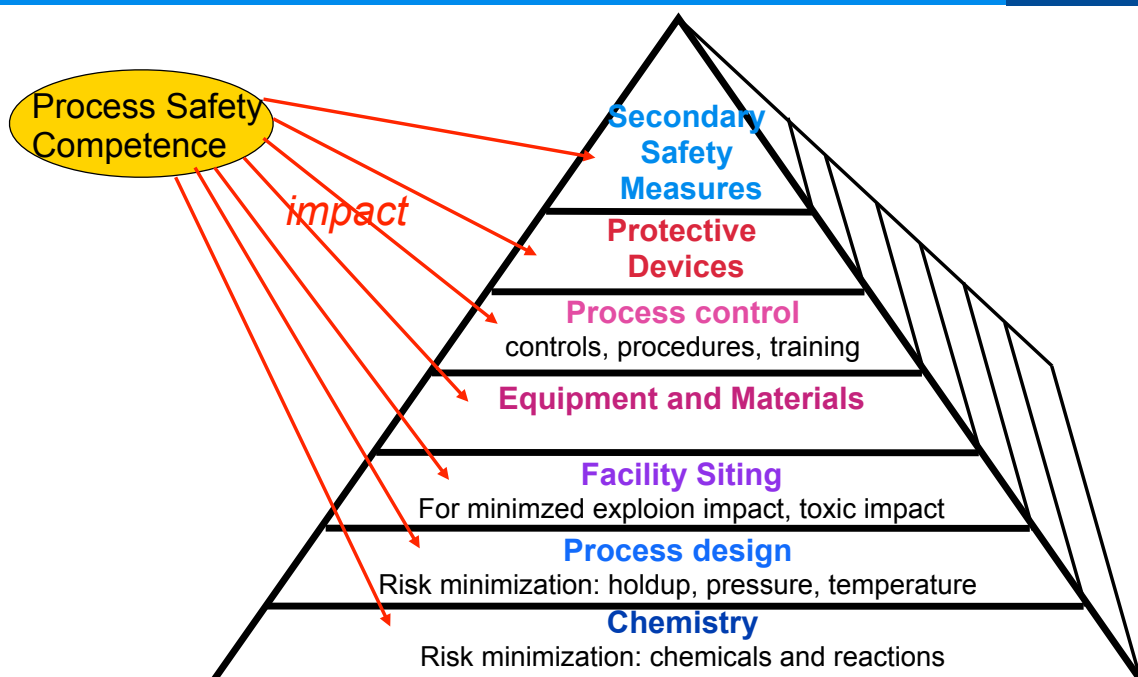 Process Safety
Competence
impact
Secondary
Safety
Measures
Protective
Devices
Process control
controls, procedures, training
Equipment and Materials
Facility Siting
For minimzed exploion impact, toxic impact
Process design
Risk minimization: holdup, pressure, temperature
Chemistry
Risk minimization: chemicals and reactions